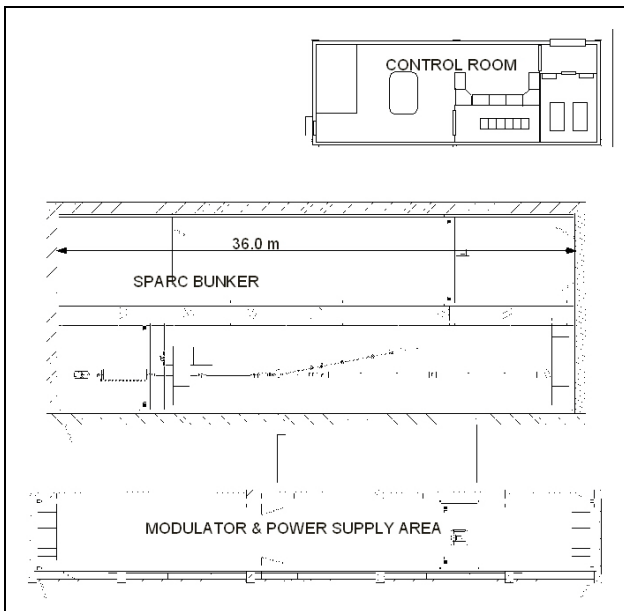 CONTROL ROOM
36.0 m
SPARC BUNKER
MODULATOR & POWER SUPPLY AREA